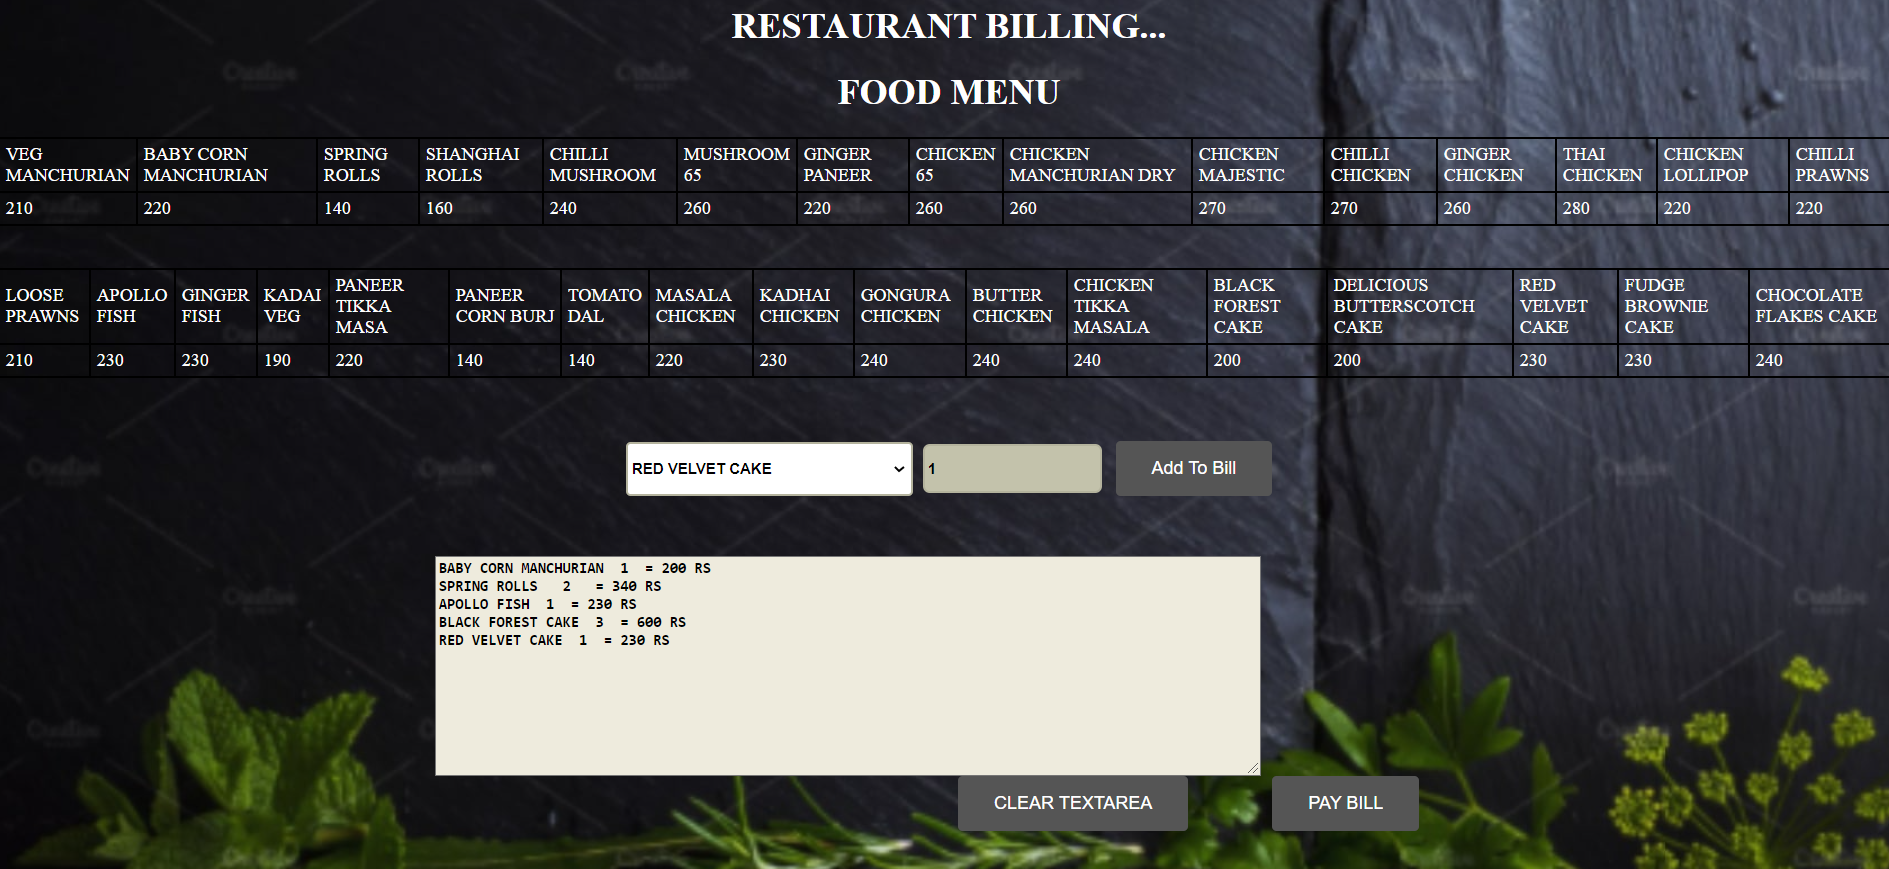 RESTAURANT BILLING...
FOOD MENU
VEG MANCHURIAN BABY CORN MANCHURIAN SPRING ROLLS SHANGHAI ROLLS CHILLI MUSHROOM MUSHROOM 65 GINGER PANEER CHICKEN 65 CHICKEN MANCHURIAN DRY CHICKEN MAJESTIC CHILLI CHICKEN GINGER CHICKEN THAI CHICKEN CHICKEN LOLLIPOP CHILLI PRAWNS
210 220 140 160 240 260 220 260 260 270 270 260 280 220 220
LOOSE PRAWNS APOLLO FISH GINGER FISH KADAI VEG PANEER TIKKA MASA PANEER CORN BURJ TOMATO DAL MASALA CHICKEN KADHAI CHICKEN GONGURA CHICKEN BUTTER CHICKEN CHICKEN TIKKA MASALA BLACK FOREST CAKE DELICIOUS BUTTERSCOTCH CAKE RED VELVET CAKE FUDGE BROWNIE CAKE CHOCOLATE FLAKES CAKE
210 230 230 190 220 140 140 220 230 240 240 240 200 200 230 230 240
RED VELVET CAKE 1 Add To Bill
BABY CORN MANCHURIAN 1 = 200 RS
SPRING ROLLS 2 = 340 RS
APOLLO FISH 1 = 230 RS
BLACK FOREST CAKE 3 = 600 RS
RED VELVET CAKE 1 = 230 RS
CLEAR TEXTAREA PAY BILL